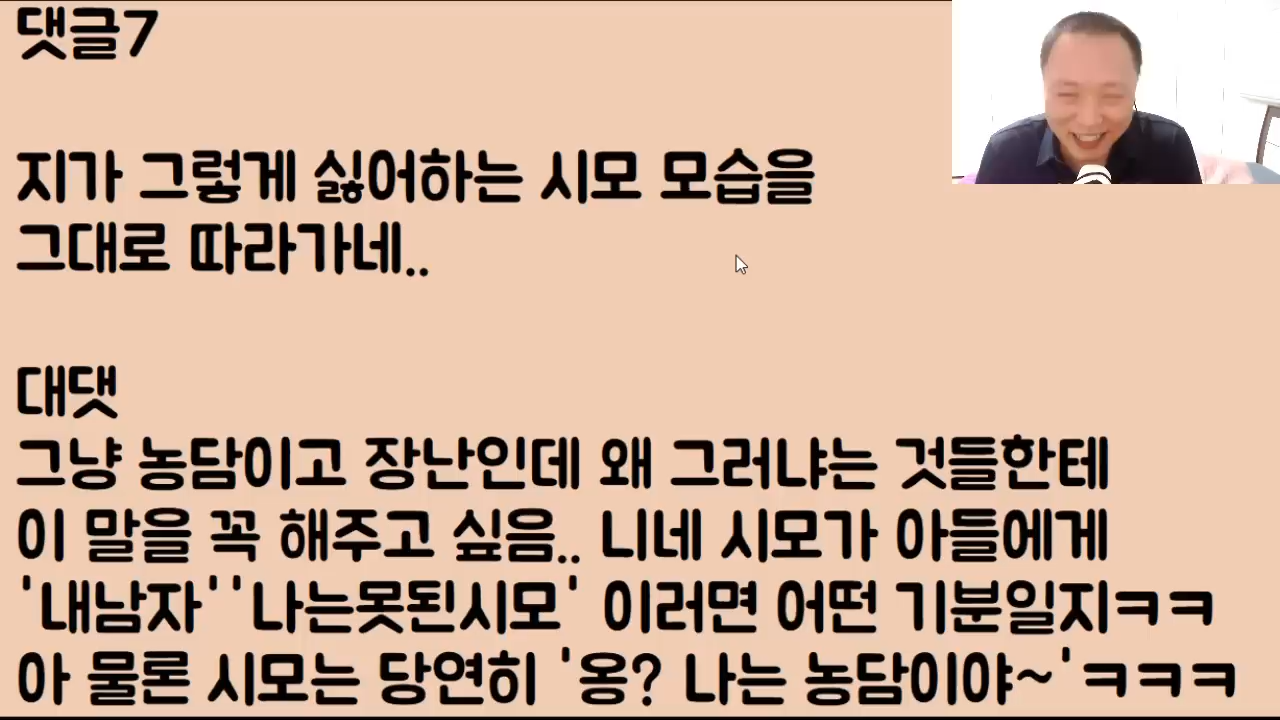 댓글7
지가 그렇게 싫어하는 시모 모습을
그대로 따라가네..
대댓
그냥 농담이고 장난인데 왜 그러냐는 것들한테
이 말을 꼭 해주고 싶음.. 니네 시모가 아들에게
'내남자''나는못된시모' 이러면 어떤 기분일지ㅋㅋ
아 물론 시모는 당연히 '옹? 나는 농담이야~'ㅋㅋㅋ